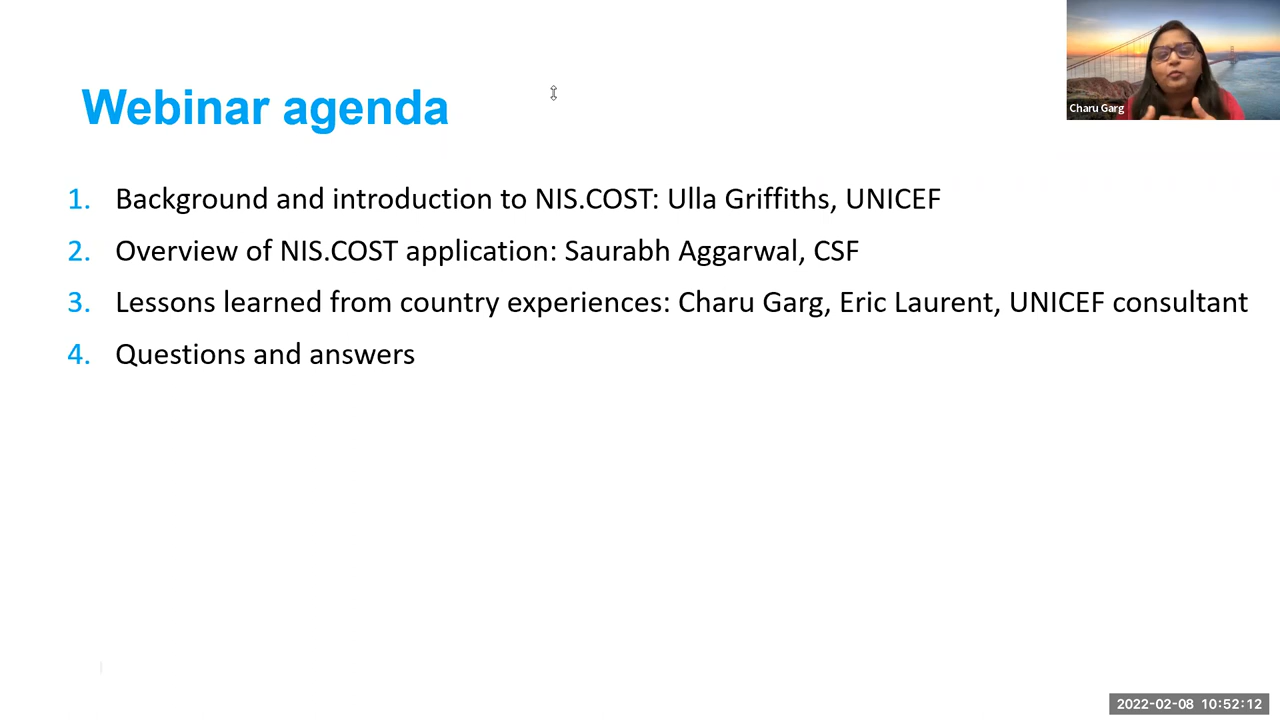 Webinar agenda
Charu Garg
1. Background and introduction to NIS.COST: Ulla Griffiths, UNICEF
2. Overview of NIS.COST application: Saurabh Aggarwal, CSF
3. Lessons learned from country experiences: Charu Garg, Eric Laurent, UNICEF consultant
4. Questions and answers
2022-02-08 10:52:12